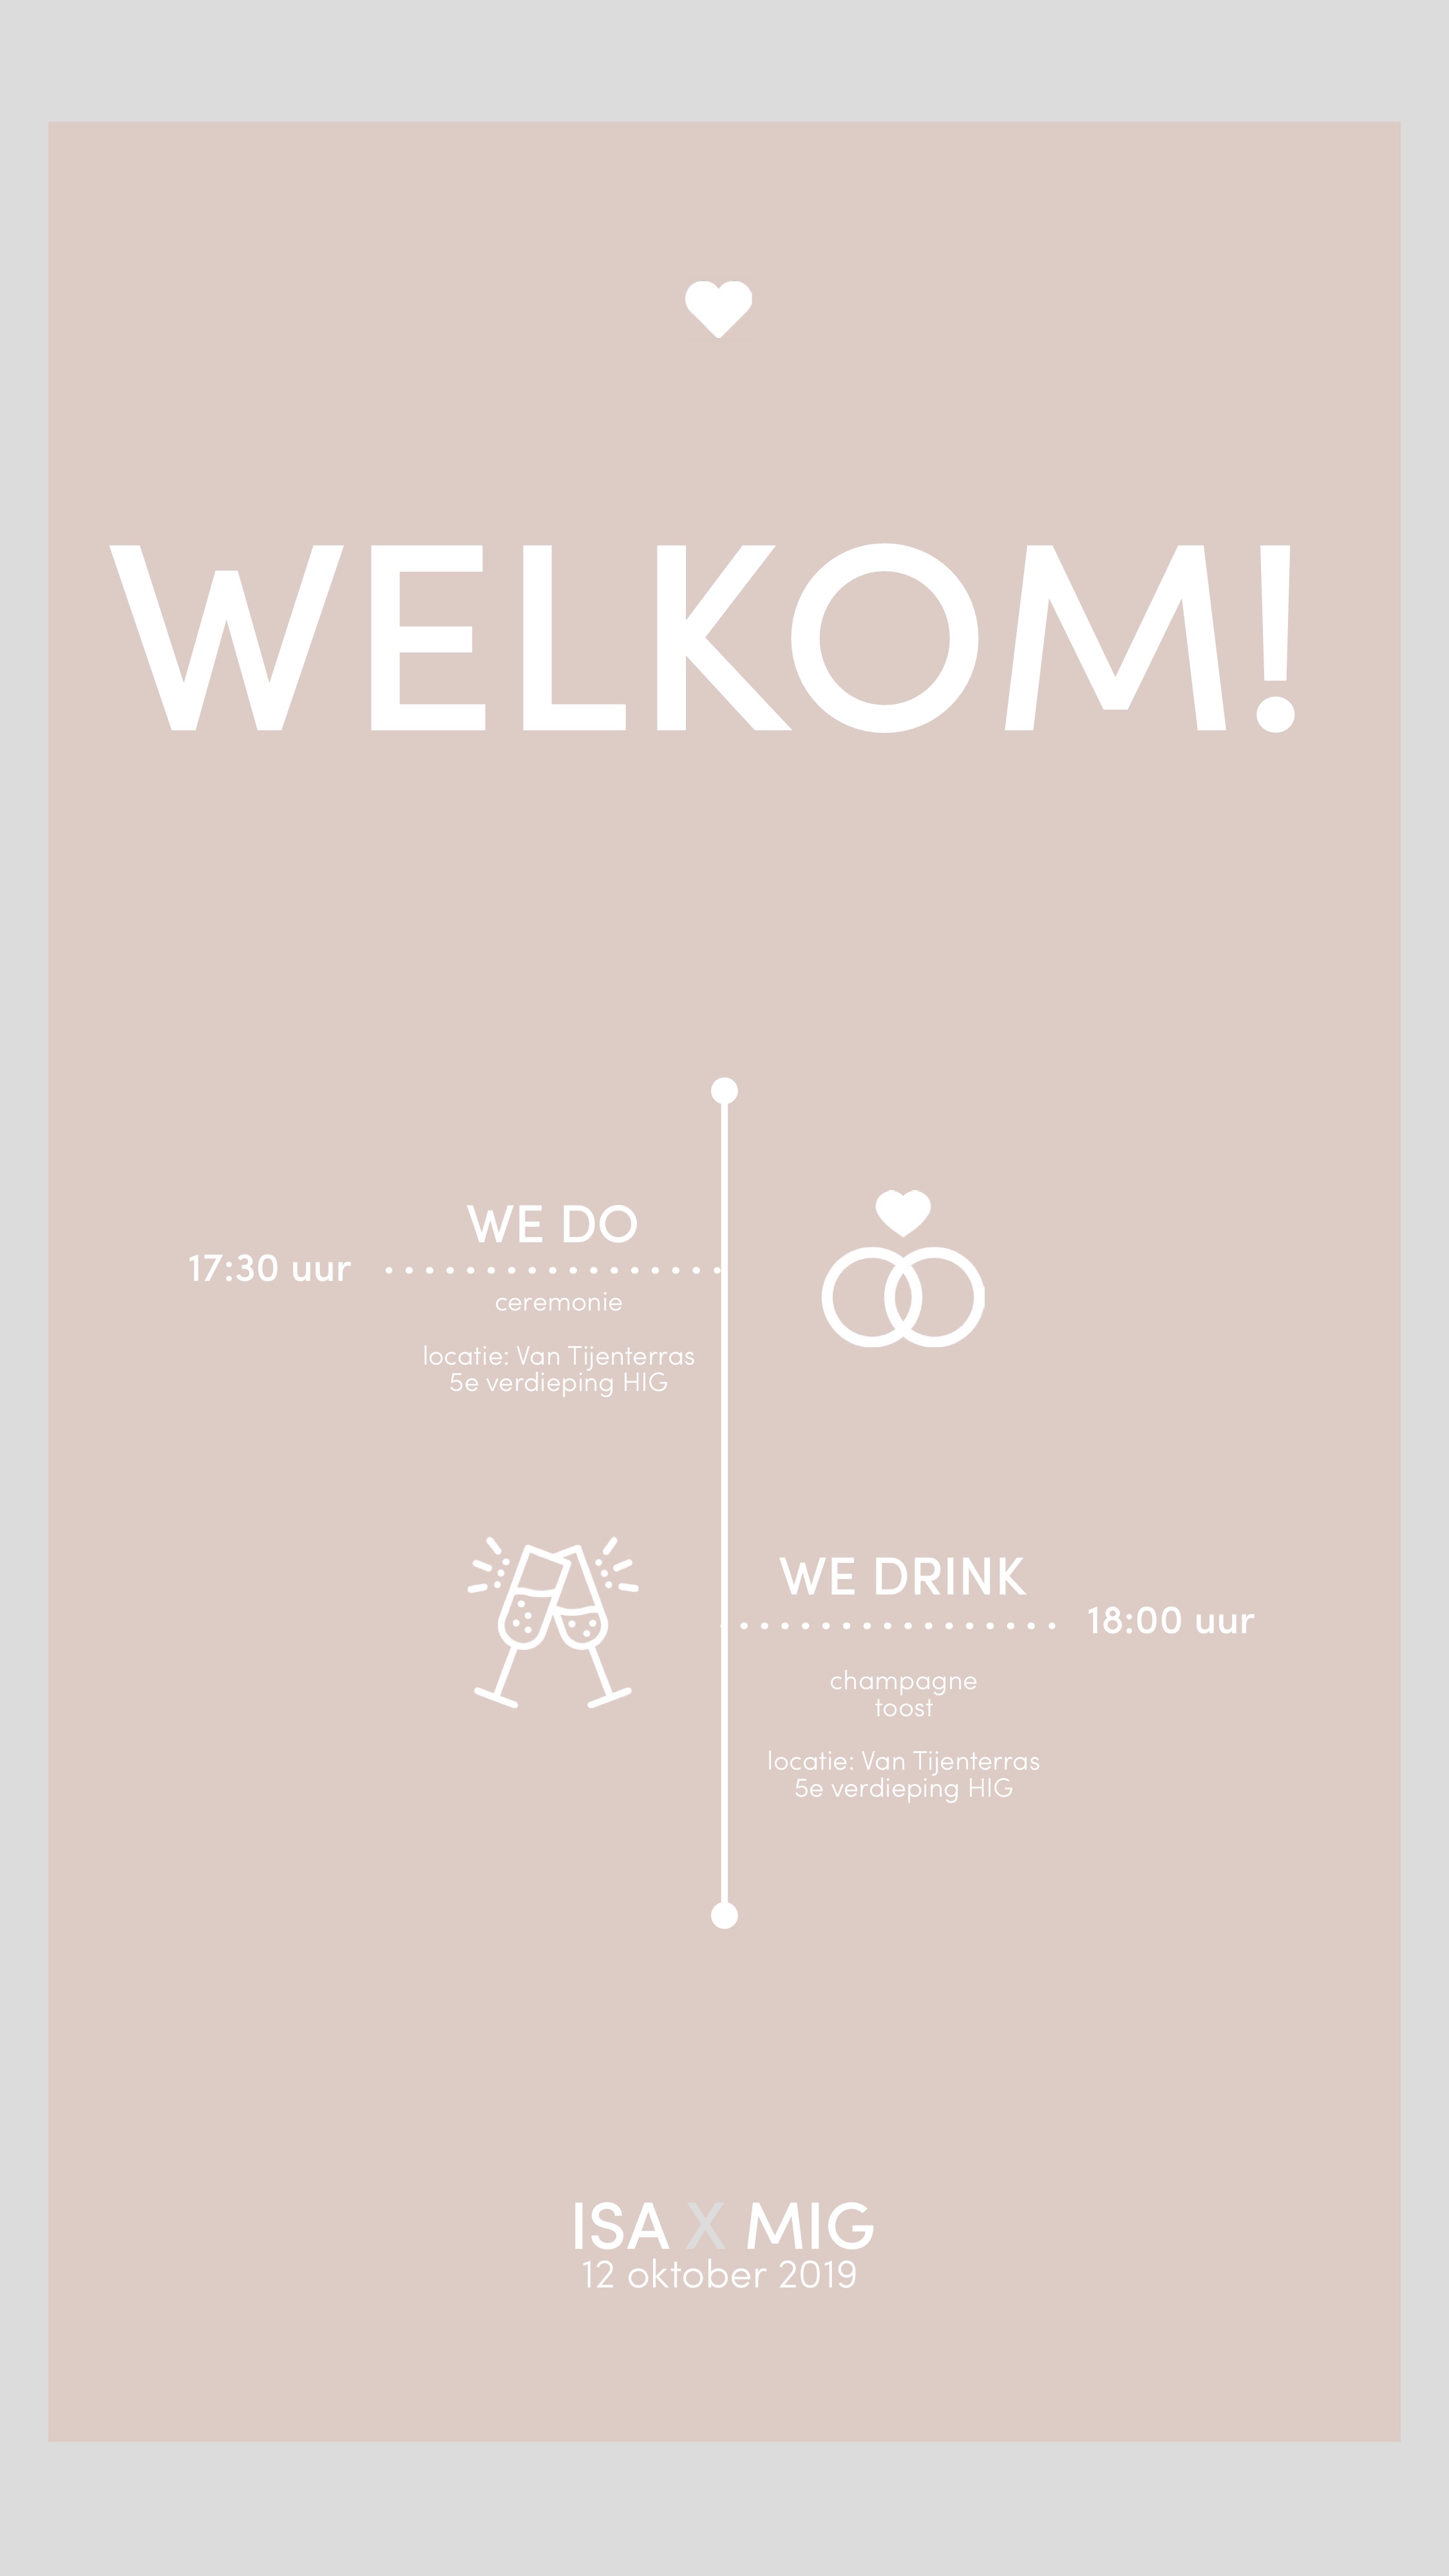 WELKOM!
WE DO
17:30 uur
ceremonie
locatie: Van Tijenterras
5e verdieping HIG
WE DRINK
18:00 uur
champagne
toost
locatie: Van Tijenterras
5e verdieping HIG
ISA X MIG
12 oktober 2019